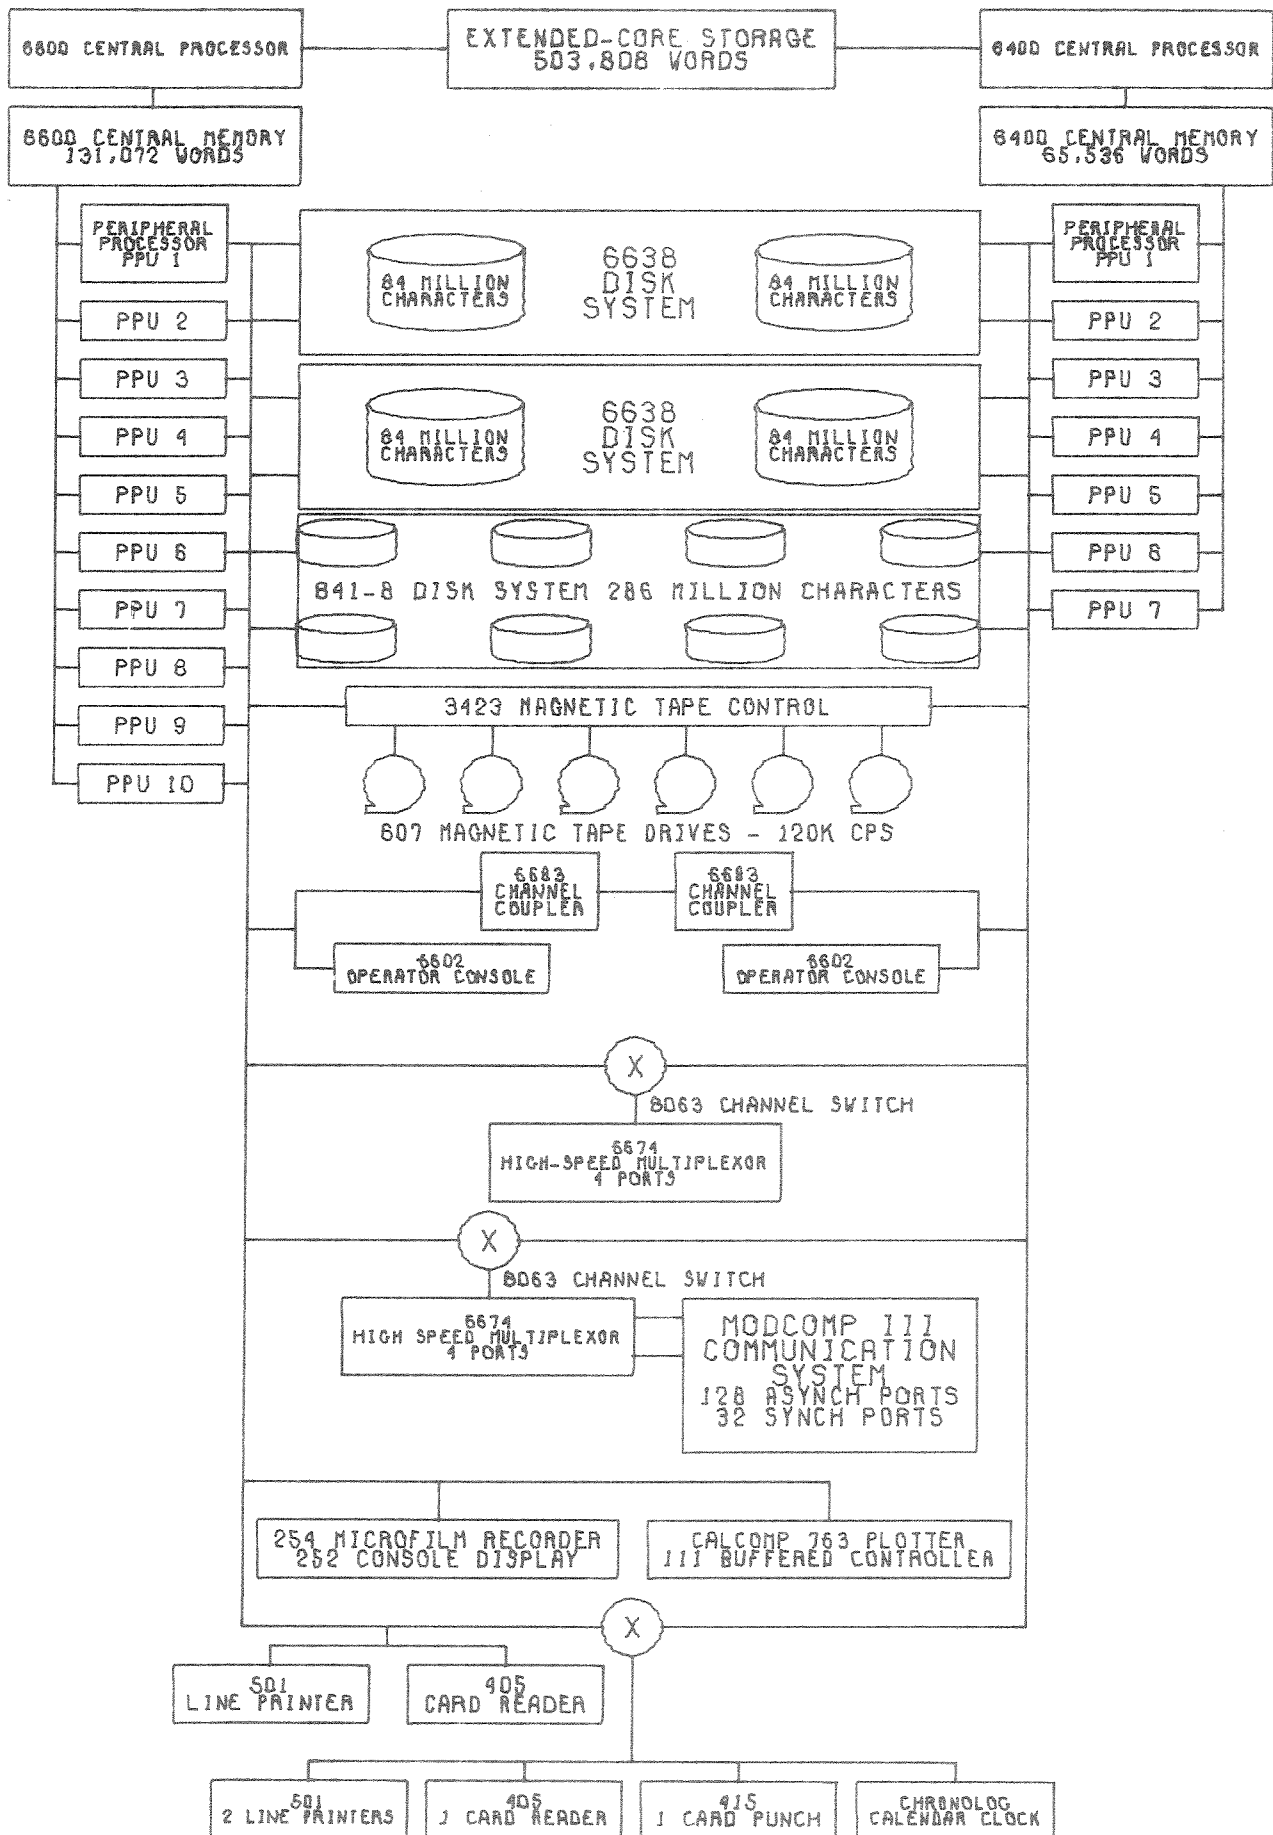 6600 CENTRAL PROCESSOR
EXTENDED-CORE STORAGE
503,808 WORDS
6400 CENTRAL PROCESSOR
6600 CENTRAL MEMORY
131,072 WORDS
6400 CENTRAL MEMORY
65,536 WORDS
PERIPHERAL
PROCESSOR
PPU 1
PPU 2
PPU 3
PPU 4
PPU 5
PPU 6
PPU 7
PPU 8
PPU 9
PPU 10
84 MILLION
CHARACTERS
6638
DISK
SYSTEM
84 MILLION
CHARACTERS
84 MILLION
CHARACTERS
6638
DISK
SYSTEM
84 MILLION
CHARACTERS
841-8 DISK SYSTEM 286 MILLION CHARACTERS
PERIPHERAL
PROCESSOR
PPU 1
PPU 2
PPU 3
PPU 4
PPU 5
PPU 6
PPU 7
3423 MAGNETIC TAPE CONTROL
607 MAGNETIC TAPE DRIVES - 120K CPS
6683
CHANNEL
COUPLER
6683
CHANNEL
COUPLER
6602
OPERATOR CONSOLE
6602
OPERATOR CONSOLE
X
8063 CHANNEL SWITCH
6674
HIGH-SPEED MULTIPLEXOR
4 PORTS
X
8063 CHANNEL SWITCH
6674
HIGH SPEED MULTIPLEXOR
4 PORTS
MODCOMP III
COMMUNICATION
SYSTEM
128 ASYNCH PORTS
32 SYNCH PORTS
254 MICROFILM RECORDER
252 CONSOLE DISPLAY
CALCOMP 763 PLOTTER
111 BUFFERED CONTROLLER
X
501
LINE PRINTER
405
CARD READER
501
2 LINE PRINTERS
405
1 CARD READER
415
1 CARD PUNCH
CHRONOLOG
CALENDAR CLOCK